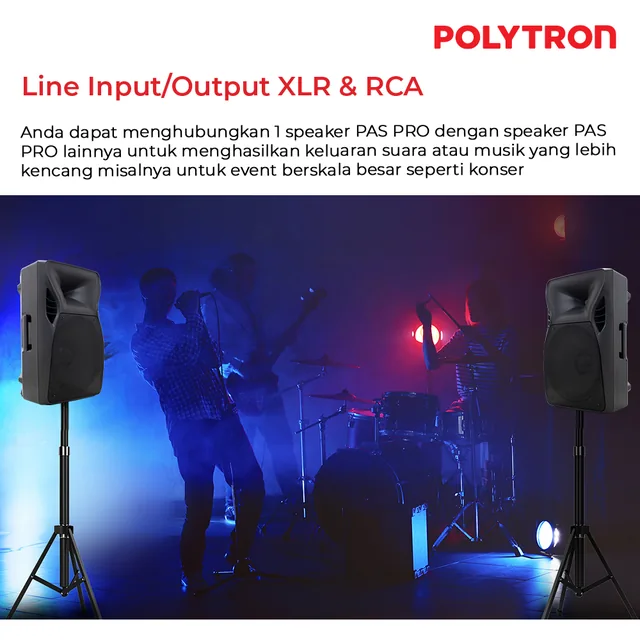 POLYTRON
Line Input/Output XLR & RCA
Anda dapat menghubungkan 1 speaker PAS PRO dengan speaker PAS
PRO lainnya untuk menghasilkan keluaran suara atau musik yang lebih
kencang misalnya untuk event berskala besar seperti konser